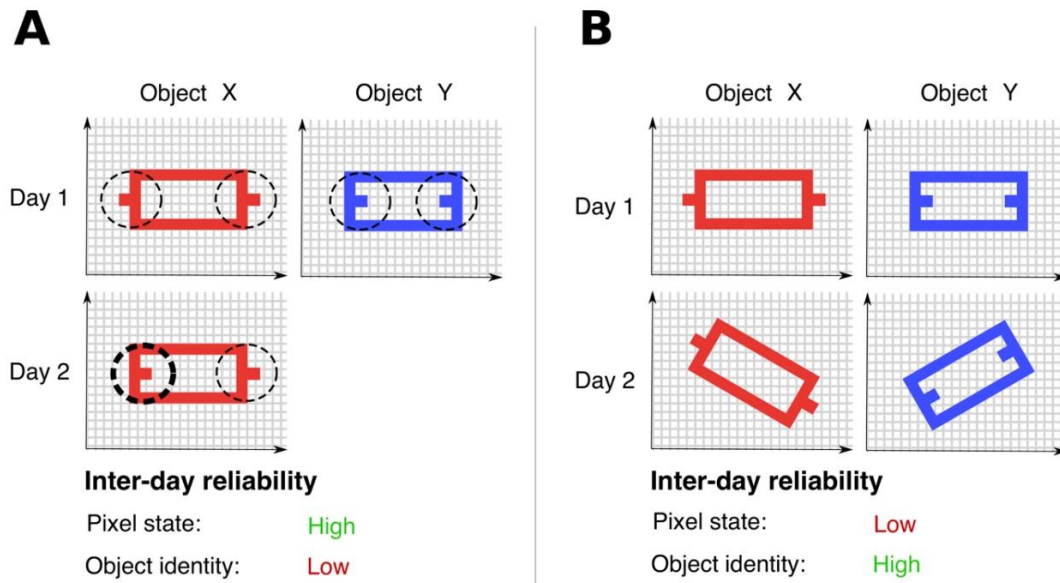 A
Object X
Object Y
Day 1
Day 2
Inter-day reliability
Pixel state: High
Object identity: Low
B
Object X
Object Y
Day 1
Day 2
Inter-day reliability
Pixel state: Low
Object identity: High